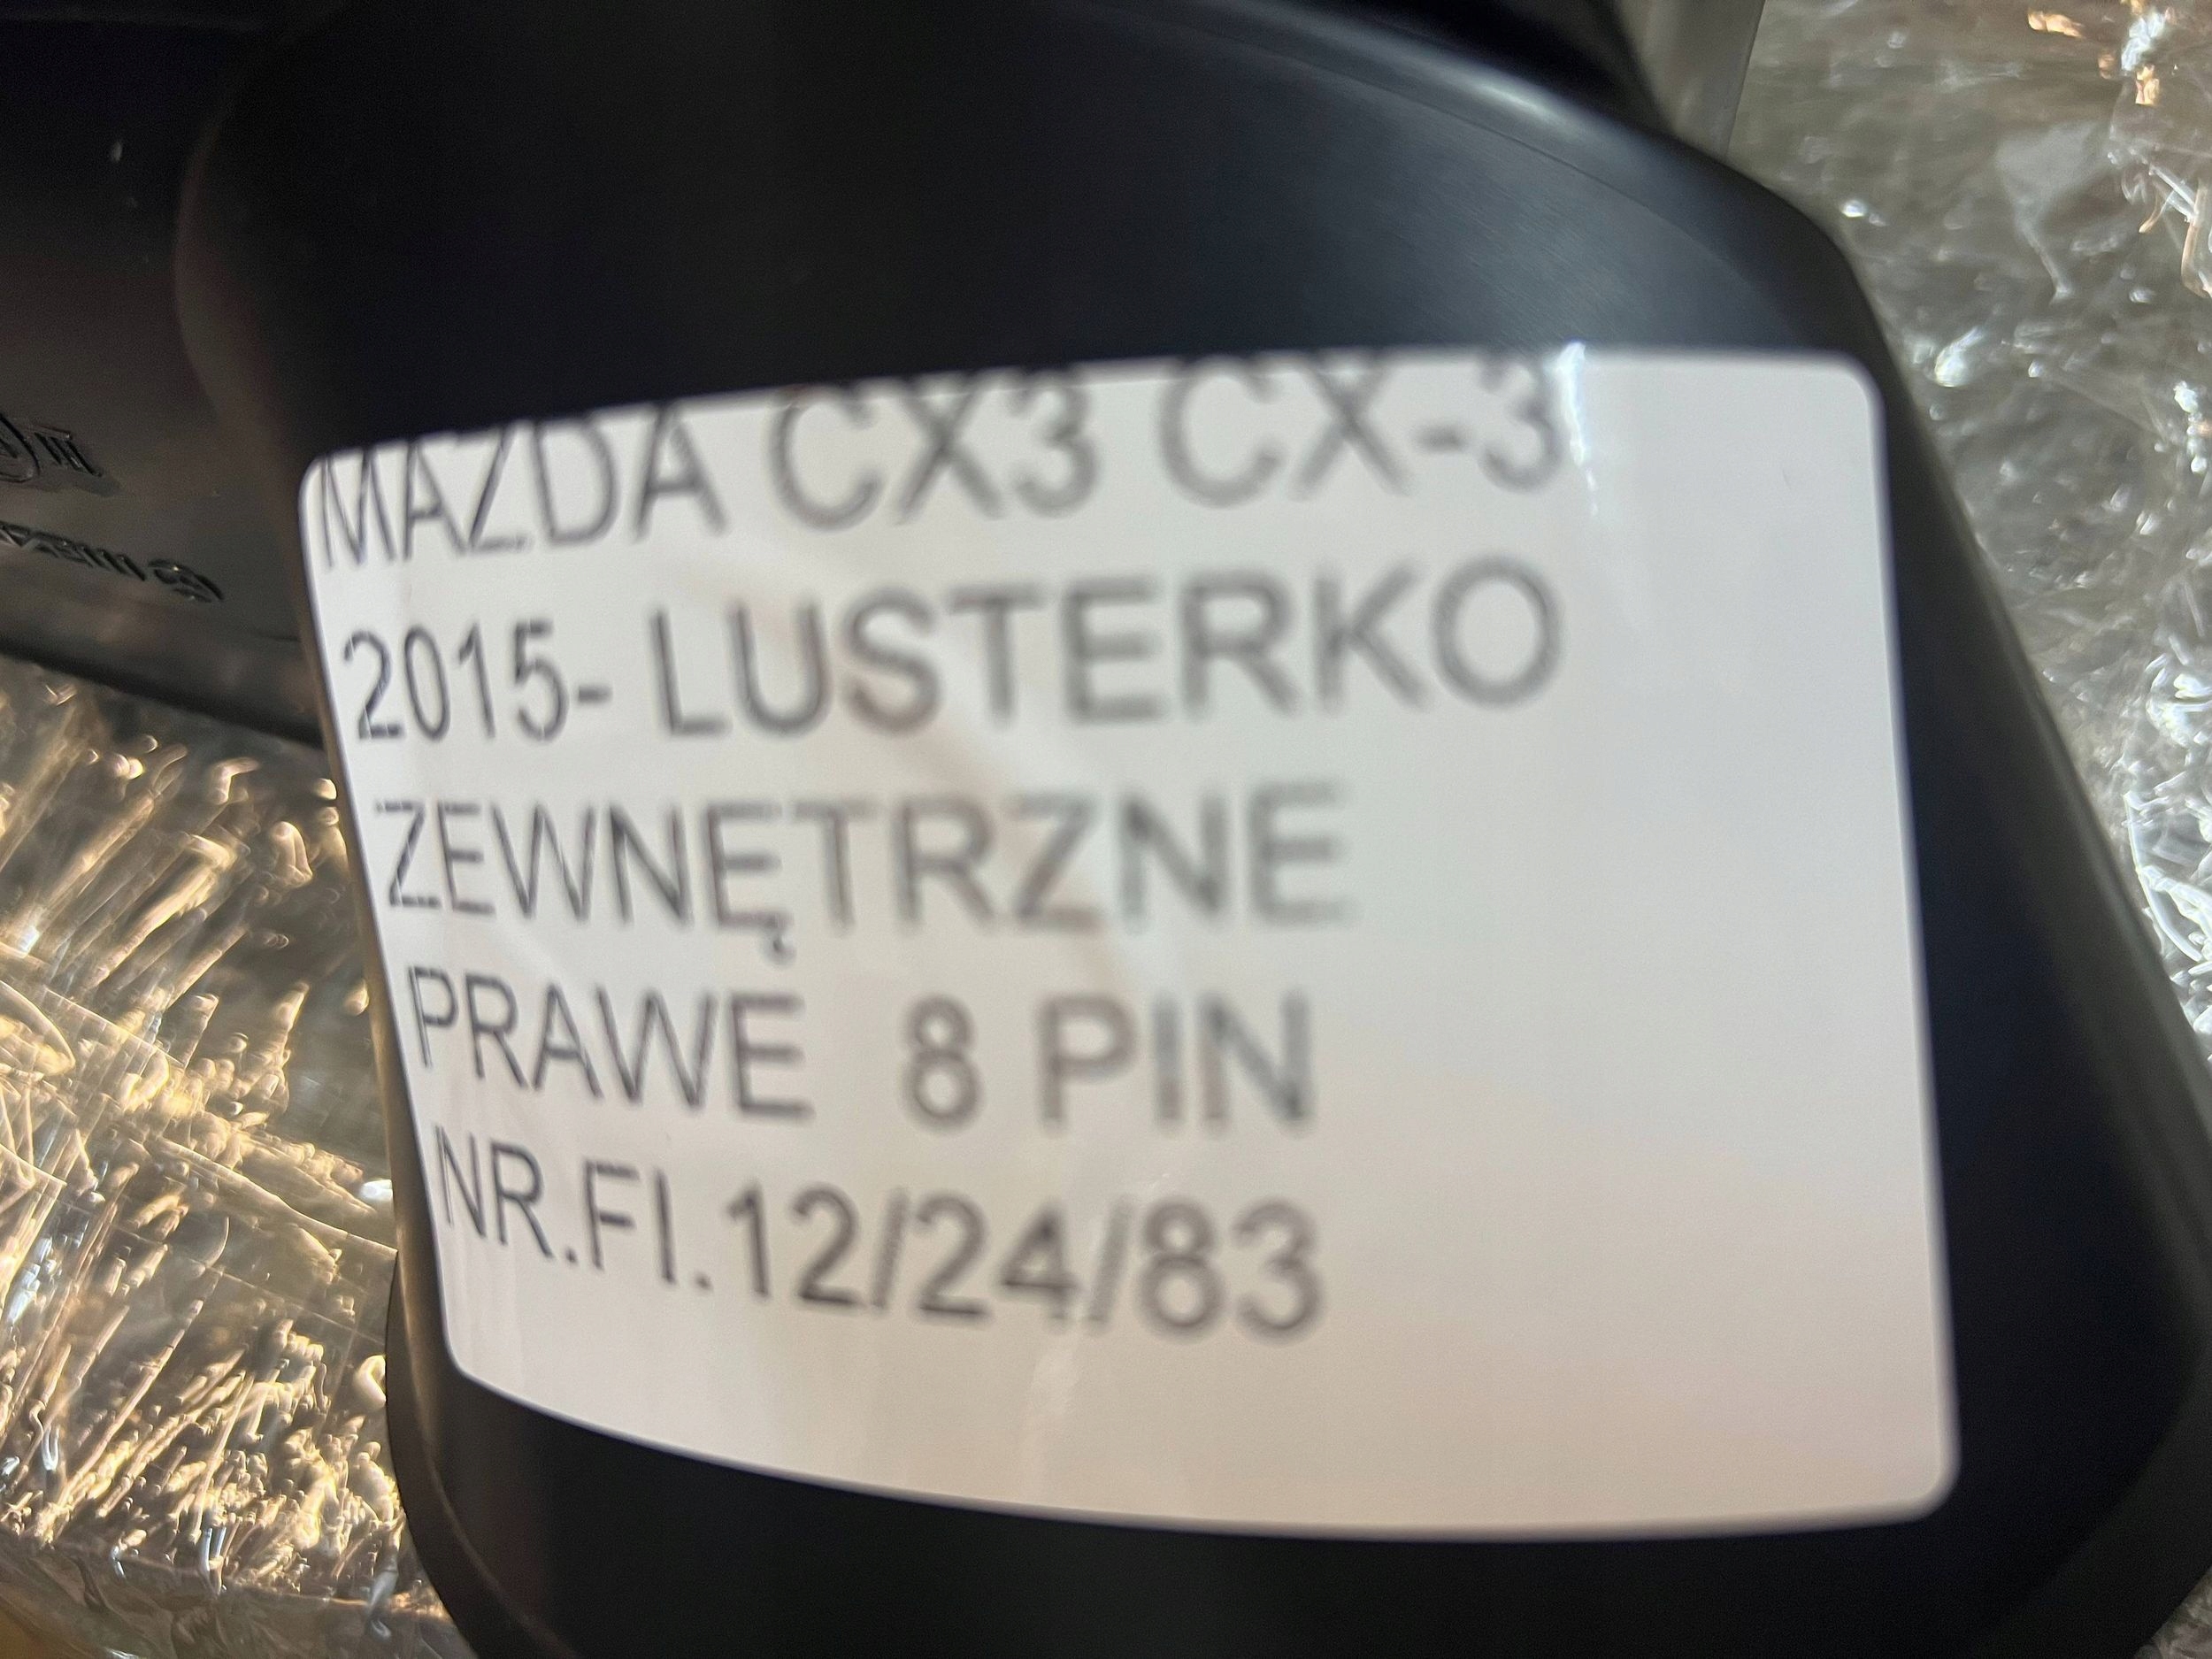 MAZDA CX3 CX-3
2015- LUSTERKO
ZEWNĘTRZNE
PRAWE 8 PIN
NR.FI.12/24/83